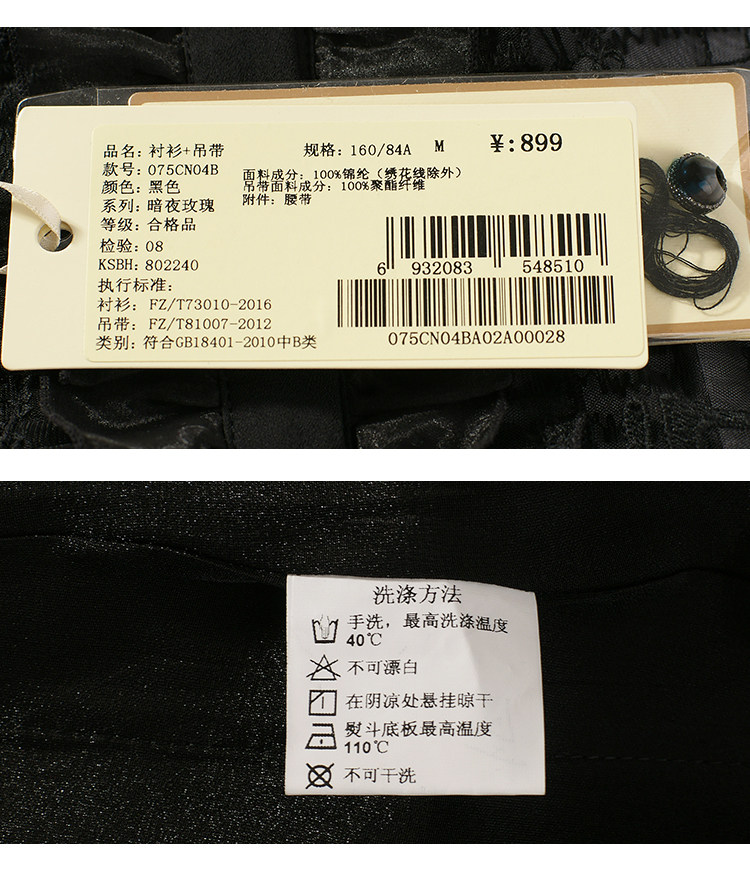 品名: 衬衫+吊带
规格: 160/84A M ¥:899
款号: 075CN04B
面料成分: 100%锦纶（绣花线除外）
颜色: 黑色
吊带面料成分: 100%聚酯纤维
系列: 暗夜玫瑰
附件: 腰带
等级: 合格品
检验: 08
KSBH: 802240
6 932083 548510
执行标准:
衬衫: FZ/T73010-2016
吊带: FZ/T81007-2012
075CN04BA02A00028
类别: 符合GB18401-2010中B类
洗涤方法
手洗，最高洗涤温度
40℃
不可漂白
在阴凉处悬挂晾干
熨斗底板最高温度
110℃
不可干洗